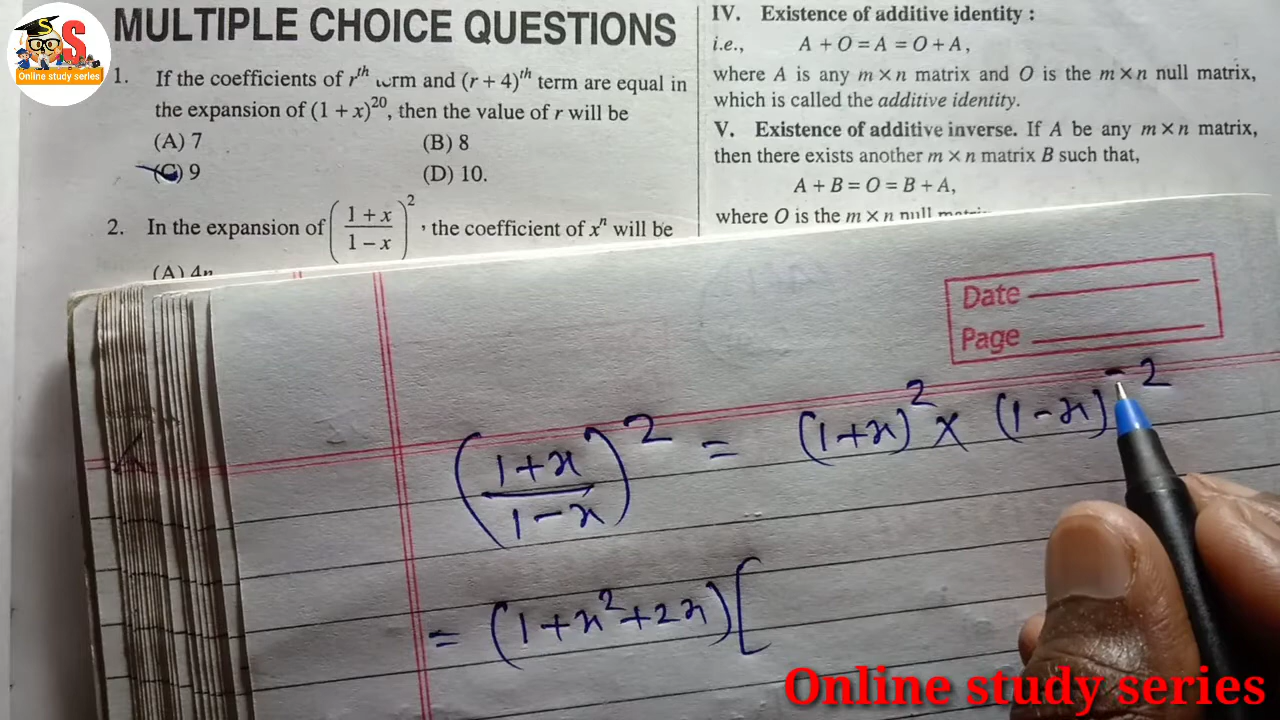 S
S.
Online study series
MULTIPLE CHOICE QUESTIONS
1. If the coefficients of r^th term and (r + 4)^th term are equal in
the expansion of (1 + x)^20, then the value of r will be
(A) 7 (B) 8
(C) 9 (D) 10.
2. In the expansion of ((1 + x)/(1 − x))^2, the coefficient of x^n will be
(A) 4n
IV. Existence of additive identity :
i.e., A + O = A = O + A,
where A is any m × n matrix and O is the m × n null matrix,
which is called the additive identity.
V. Existence of additive inverse. If A be any m × n matrix,
then there exists another m × n matrix B such that,
A + B = O = B + A,
where O is the m × n null matrix
Date
Page
((1+x)/(1−x))^2 = (1+x)^2 × (1−x)^−2
= (1+x^2+2x)[
Online study series